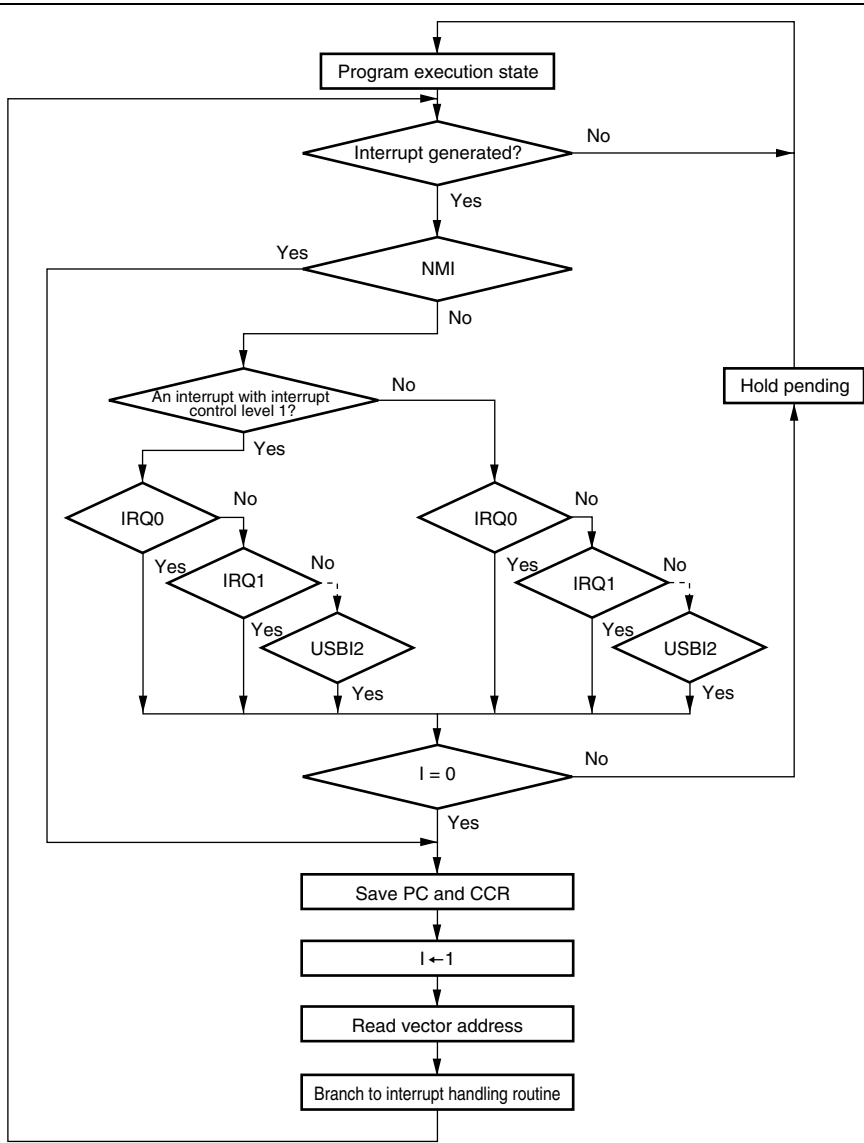 Program execution state
Interrupt generated?
No
Yes
Yes
NMI
No
An interrupt with interrupt
control level 1?
No
Hold pending
Yes
IRQ0
No
IRQ0
No
Yes
IRQ1
No
Yes
IRQ1
No
Yes
USBI2
Yes
USBI2
Yes
Yes
I = 0
No
Yes
Save PC and CCR
I ←1
Read vector address
Branch to interrupt handling routine